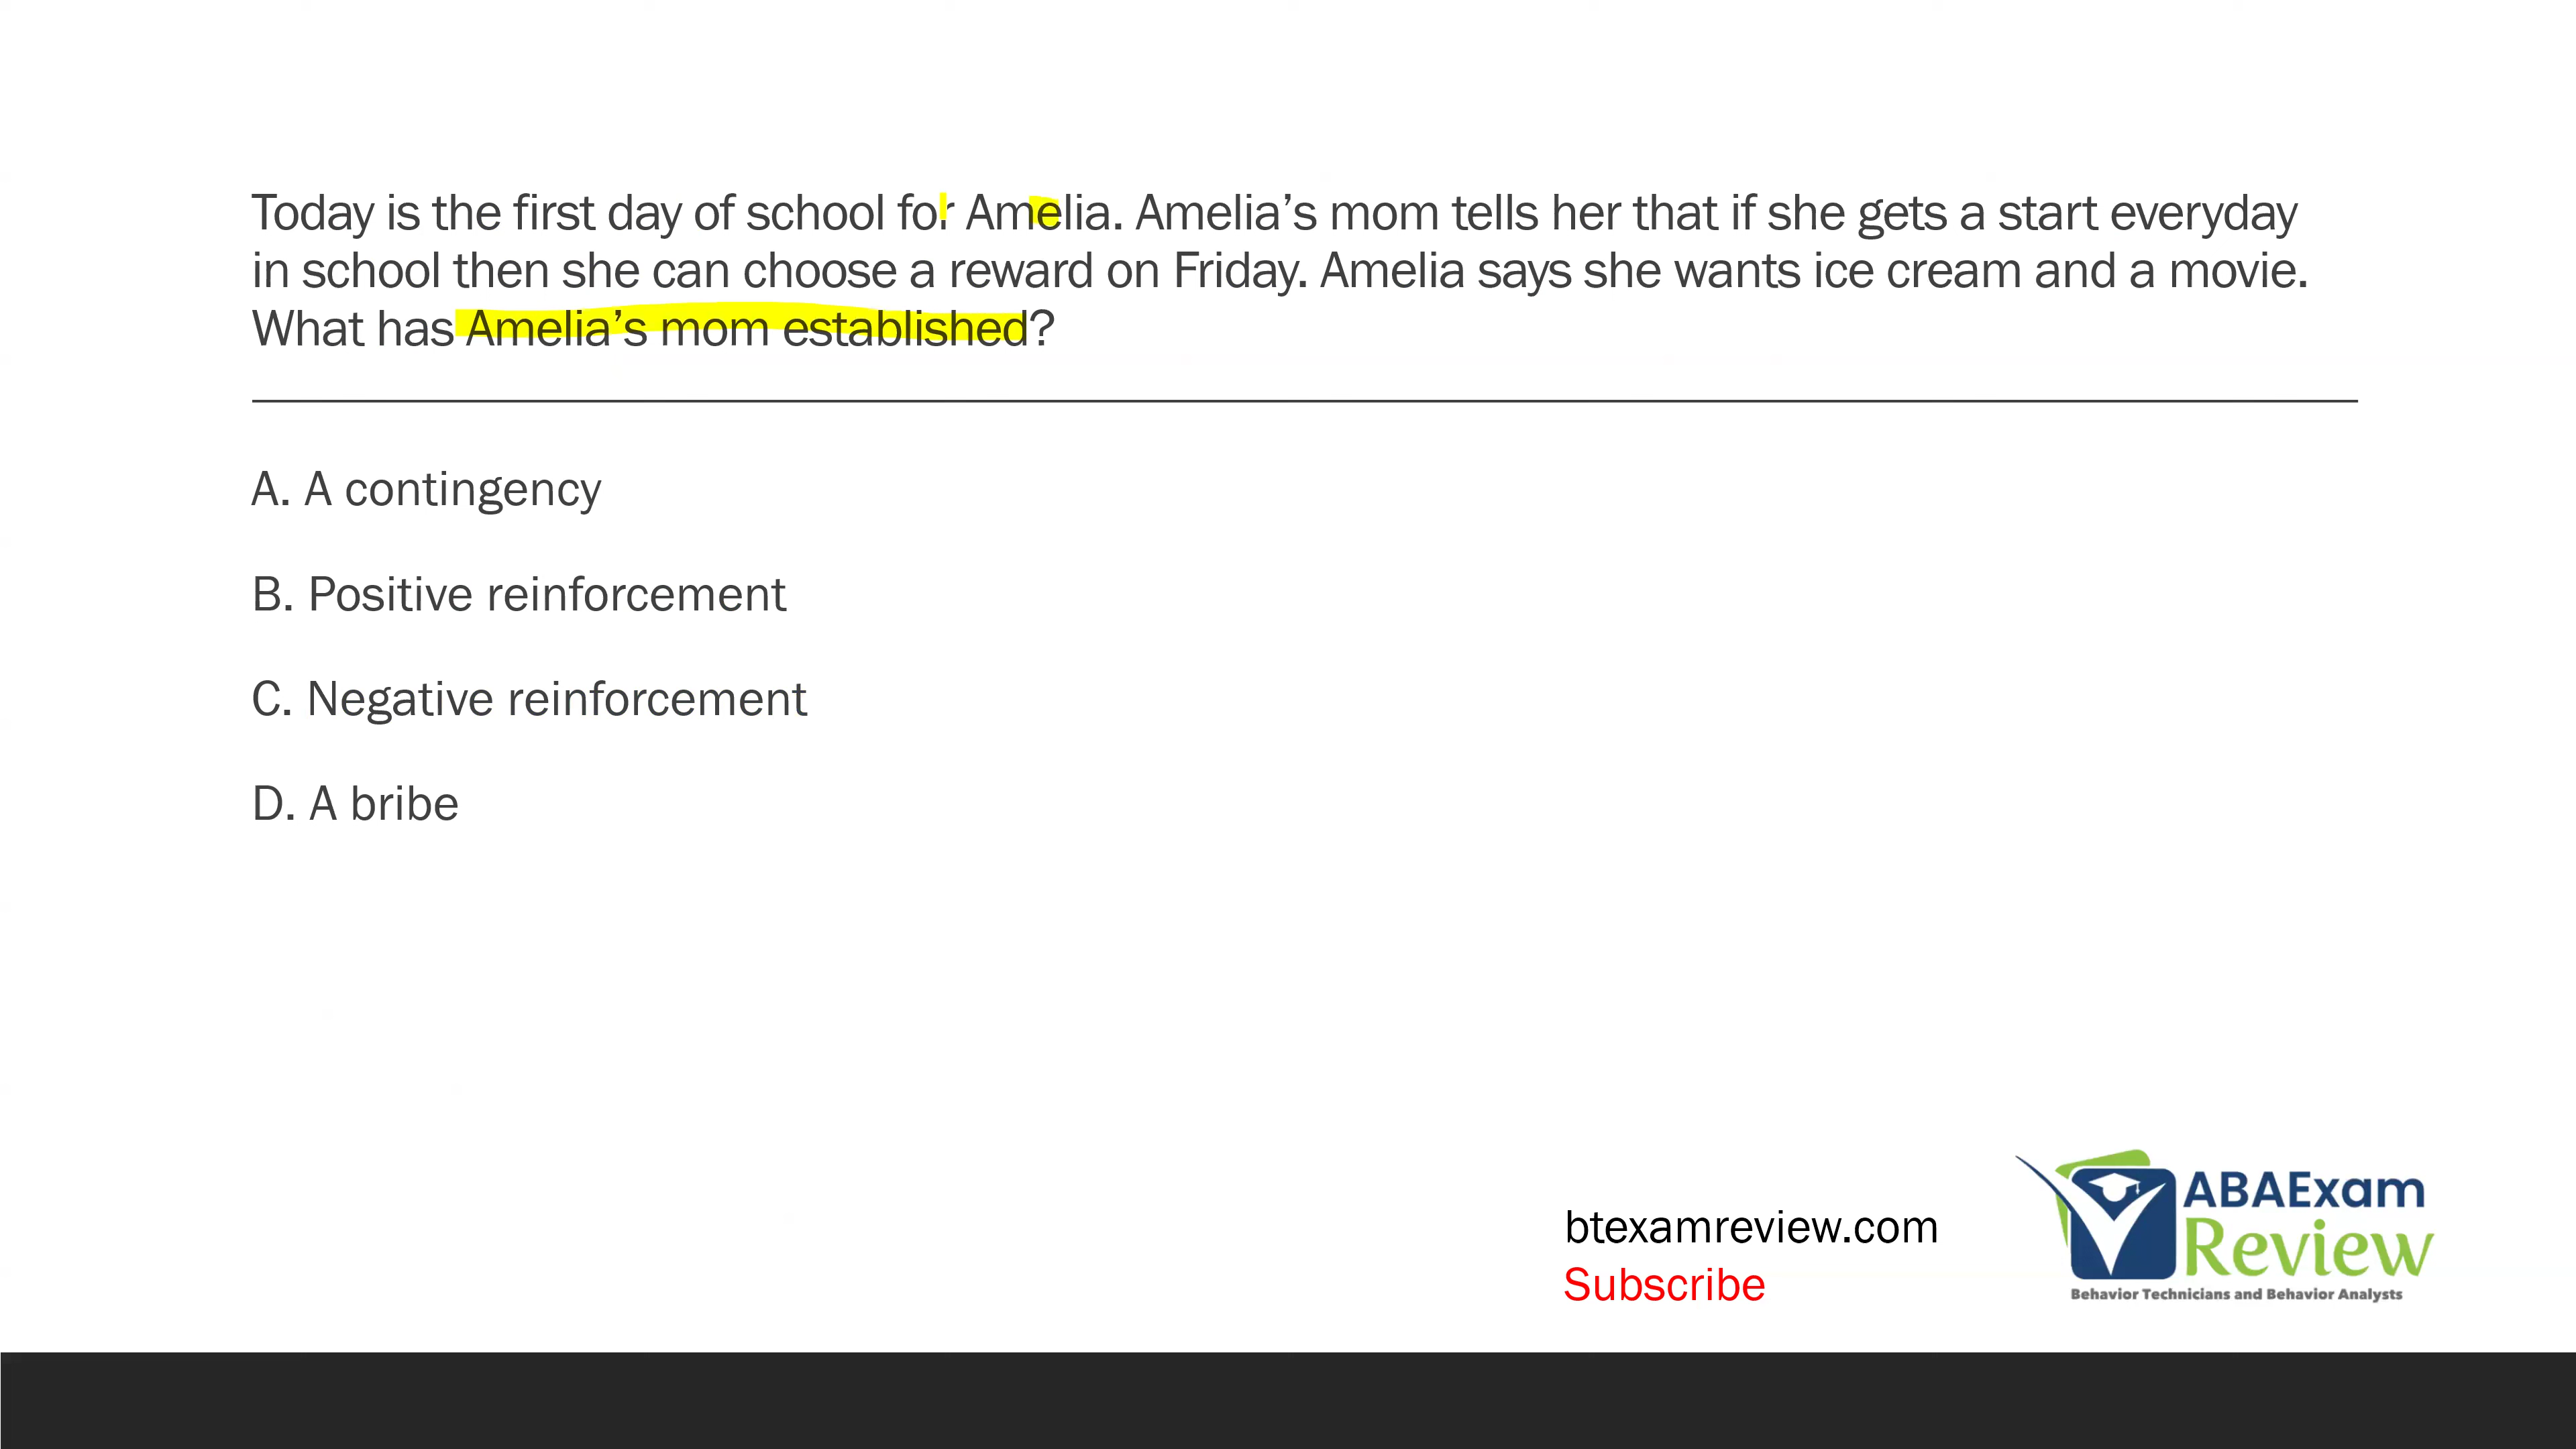 Today is the first day of school for Amelia. Amelia’s mom tells her that if she gets a start everyday
in school then she can choose a reward on Friday. Amelia says she wants ice cream and a movie.
What has Amelia’s mom established?
A. A contingency
B. Positive reinforcement
C. Negative reinforcement
D. A bribe
btexamreview.com
Subscribe
ABAExam
Review
Behavior Technicians and Behavior Analysts